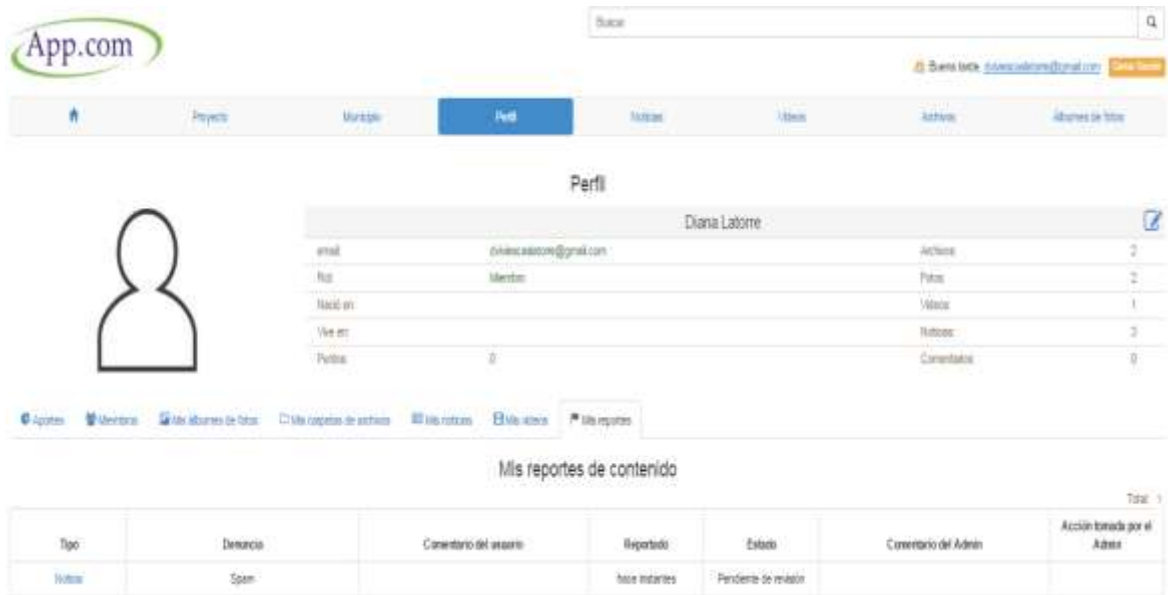 App.com
Buscar
Buena tarde, Cerrar Sesión
Proyecto Municipio Perfil Noticias Videos Archivos Álbumes de fotos
Perfil
Diana Latorre
email: @gmail.com Archivos 2
Rol: Miembro Fotos 2
Nació en: Videos 1
Vive en: Noticias 3
Puntos 0 Comentarios 0
Aportes Miembros Mis álbumes de fotos Mis carpetas de archivos Mis noticias Mis videos Mis reportes
Mis reportes de contenido
Total: 1
Tipo Denuncia Comentario del usuario Reportado Estado Comentario del Admin Acción tomada por el Admin
Noticia Spam hace instantes Pendiente de revisión